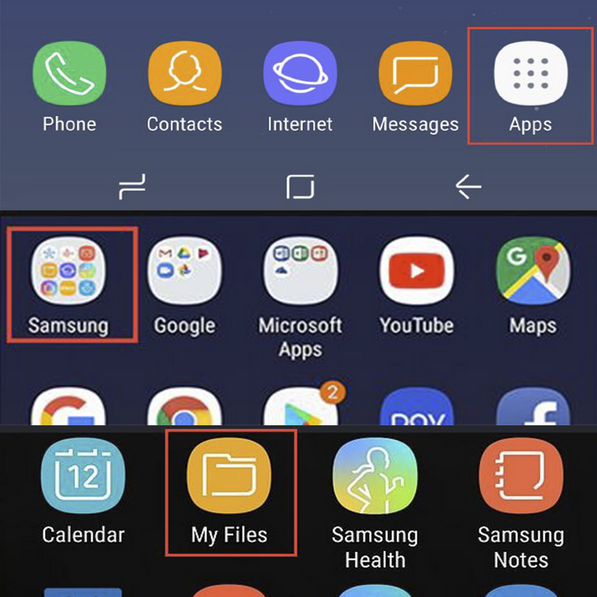 Phone Contacts Internet Messages Apps
Samsung Google Microsoft Apps YouTube Maps
2
Calendar My Files Samsung Health Samsung Notes
12
G